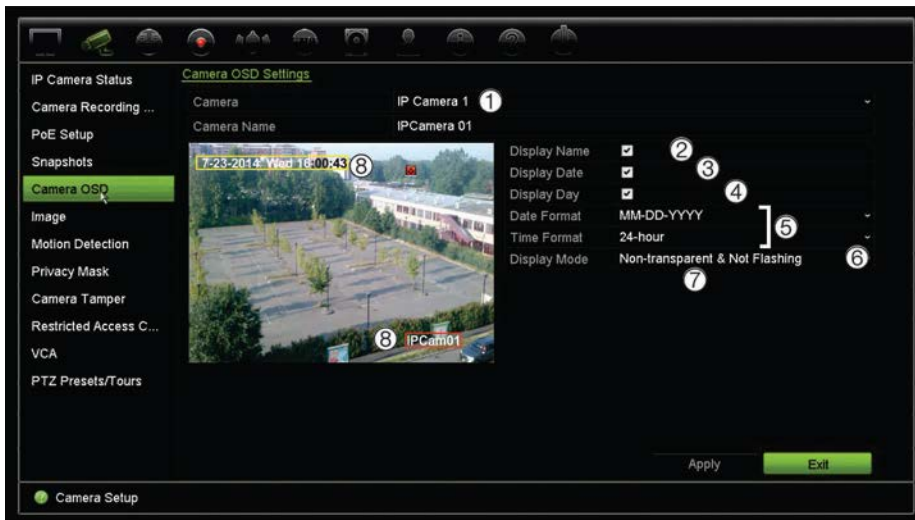 IP Camera Status
Camera Recording ...
PoE Setup
Snapshots
Camera OSD
Image
Motion Detection
Privacy Mask
Camera Tamper
Restricted Access C...
VCA
PTZ Presets/Tours
Camera OSD Settings
Camera IP Camera 1 ①
Camera Name IPCamera 01
7-23-2014 Wed 16:00:43 ⑧
⑧ IPCam01
Display Name ②
Display Date ③
Display Day ④
Date Format MM-DD-YYYY
⑤
Time Format 24-hour
Display Mode Non-transparent & Not Flashing ⑥
⑦
Apply Exit
Camera Setup